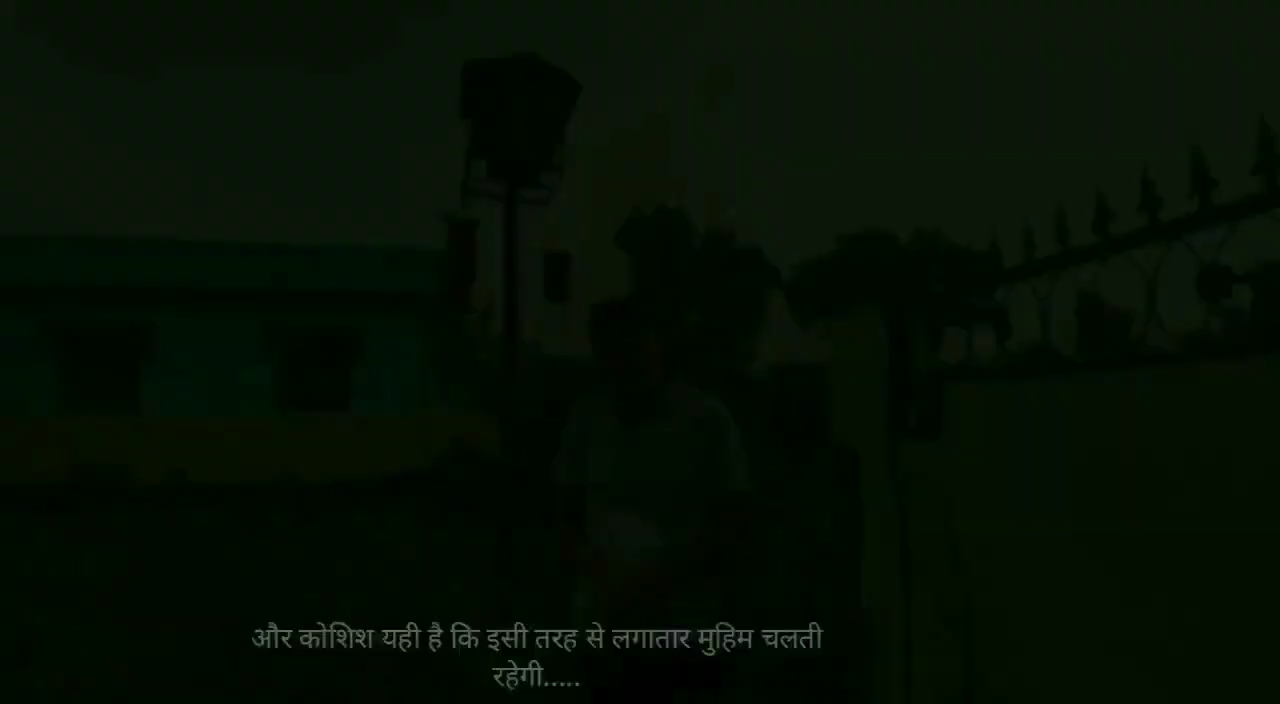 और कोशिश यही है कि इसी तरह से लगातार मुहिम चलती
रहेगी.....